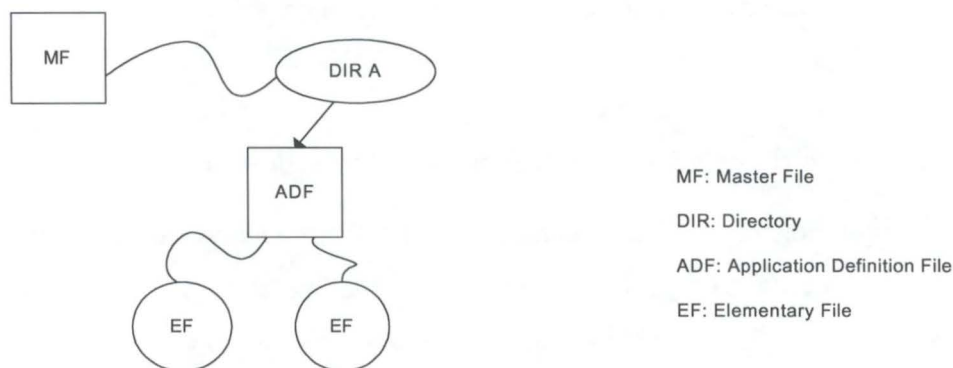 MF
DIR A
ADF
EF
EF
MF: Master File
DIR: Directory
ADF: Application Definition File
EF: Elementary File